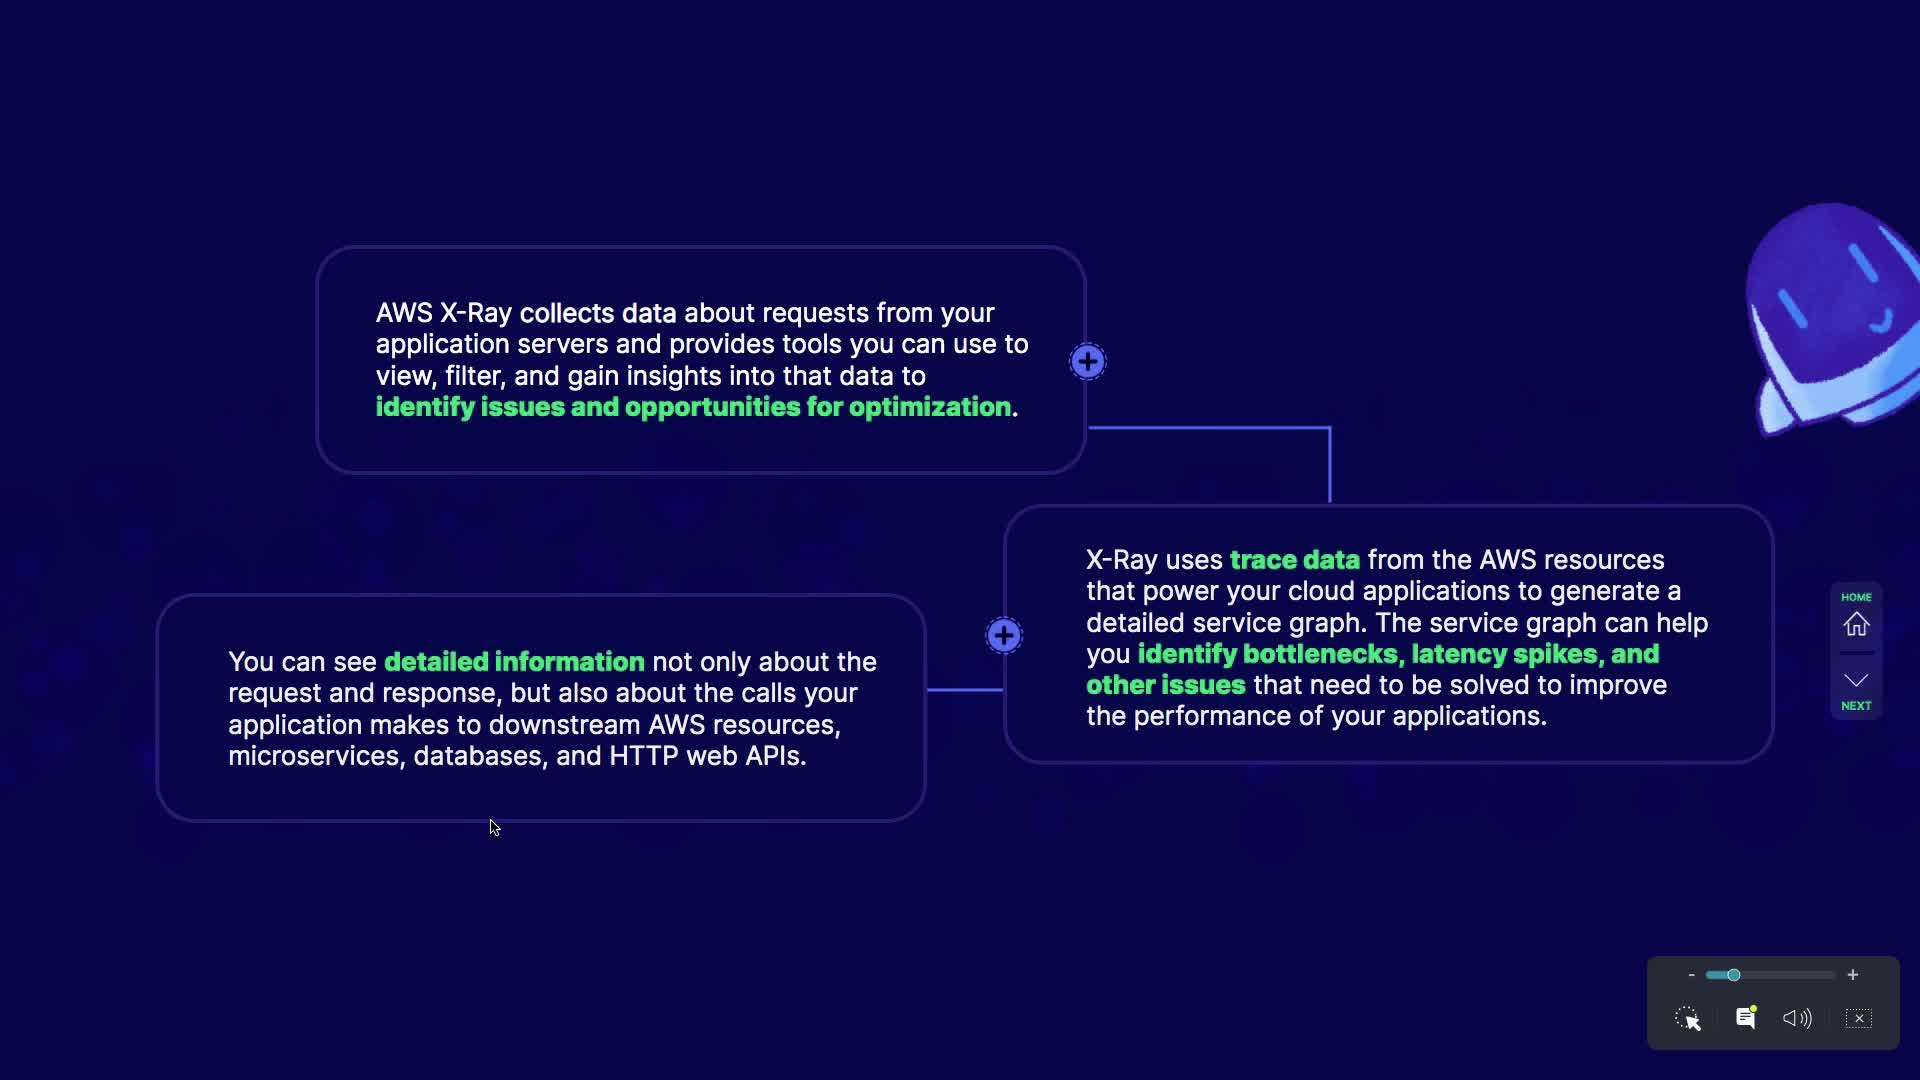 AWS X-Ray collects data about requests from your
application servers and provides tools you can use to
view, filter, and gain insights into that data to
identify issues and opportunities for optimization.
X-Ray uses trace data from the AWS resources
that power your cloud applications to generate a
detailed service graph. The service graph can help
you identify bottlenecks, latency spikes, and
other issues that need to be solved to improve
the performance of your applications.
You can see detailed information not only about the
request and response, but also about the calls your
application makes to downstream AWS resources,
microservices, databases, and HTTP web APIs.
HOME
NEXT